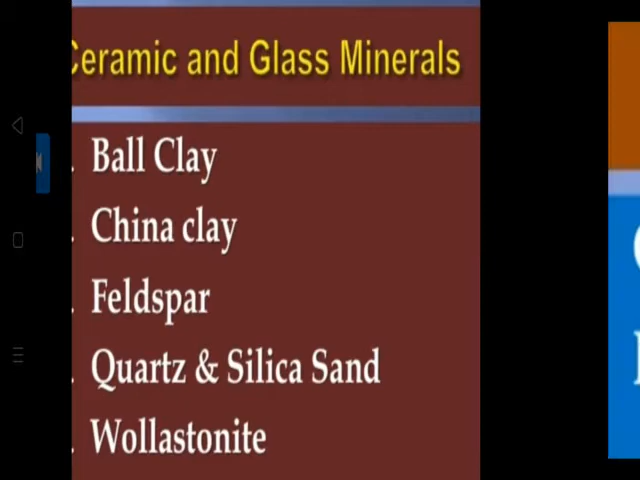 Ceramic and Glass Minerals
. Ball Clay
. China clay
. Feldspar
. Quartz & Silica Sand
. Wollastonite